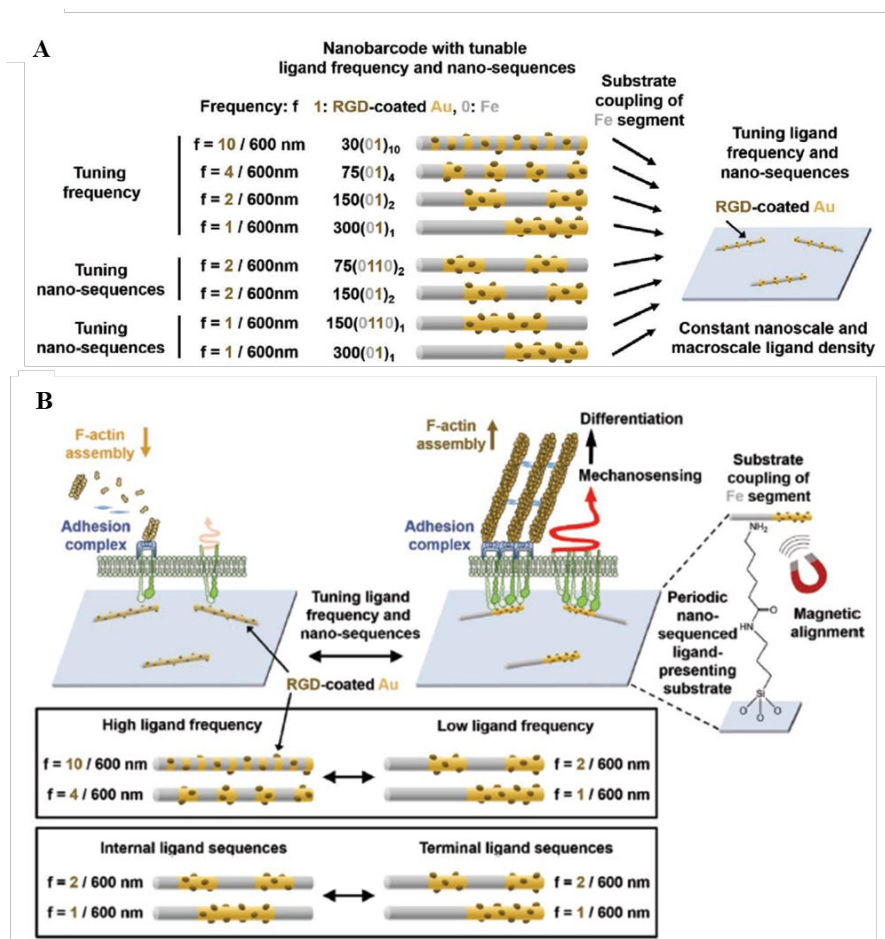 A
Nanobarcode with tunable
ligand frequency and nano-sequences
Frequency: f 1: RGD-coated Au, 0: Fe
Substrate
coupling of
Fe segment
Tuning
frequency
f = 10 / 600 nm 30(01)10
f = 4 / 600nm 75(01)4
f = 2 / 600nm 150(01)2
f = 1 / 600nm 300(01)1
Tuning
nano-sequences
f = 2 / 600nm 75(0110)2
f = 2 / 600nm 150(01)2
Tuning
nano-sequences
f = 1 / 600nm 150(0110)1
f = 1 / 600nm 300(01)1
Tuning ligand
frequency and
nano-sequences
RGD-coated Au
Constant nanoscale and
macroscale ligand density
B
F-actin
assembly
Adhesion
complex
F-actin
assembly
Differentiation
Mechanosensing
Adhesion
complex
Tuning ligand
frequency and
nano-sequences
RGD-coated Au
Substrate
coupling of
Fe segment
NH2
Periodic
nano-
sequenced
ligand-
presenting
substrate
Magnetic
alignment
O
HN
Si
O O O
High ligand frequency Low ligand frequency
f = 10 / 600 nm f = 2 / 600 nm
f = 4 / 600 nm f = 1 / 600 nm
Internal ligand sequences Terminal ligand sequences
f = 2 / 600 nm f = 2 / 600 nm
f = 1 / 600 nm f = 1 / 600 nm